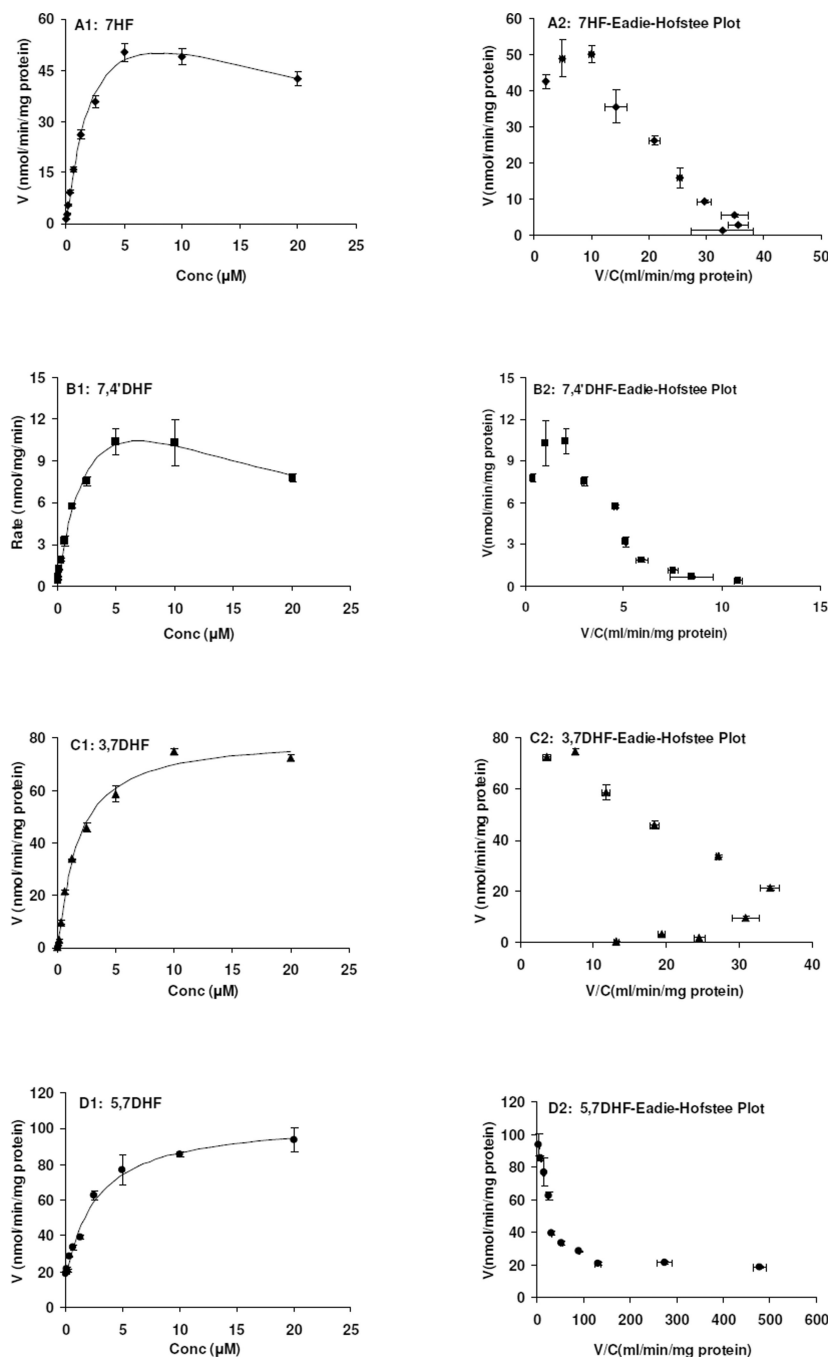 A1: 7HF
V (nmol/min/mg protein)
60
45
30
15
0
0 5 10 15 20 25
Conc (µM)
A2: 7HF-Eadie-Hofstee Plot
V(nmol/min/mg protein)
60
50
40
30
20
10
0
0 10 20 30 40 50
V/C(ml/min/mg protein)
B1: 7,4'DHF
Rate (nmol/mg/min)
15
12
9
6
3
0
0 5 10 15 20 25
Conc (µM)
B2: 7,4'DHF-Eadie-Hofstee Plot
V(nmol/min/mg protein)
15
12
9
6
3
0
0 5 10 15
V/C(ml/min/mg protein)
C1: 3,7DHF
V (nmol/min/mg protein)
80
60
40
20
0
0 5 10 15 20 25
Conc (µM)
C2: 3,7DHF-Eadie-Hofstee Plot
V (nmol/min/mg protein)
80
60
40
20
0
0 10 20 30 40
V/C(ml/min/mg protein)
D1: 5,7DHF
V (nmol/min/mg protein)
100
80
60
40
20
0
0 5 10 15 20 25
Conc (µM)
D2: 5,7DHF-Eadie-Hofstee Plot
V(nmol/min/mg protein)
120
100
80
60
40
20
0
0 100 200 300 400 500 600
V/C(ml/min/mg protein)